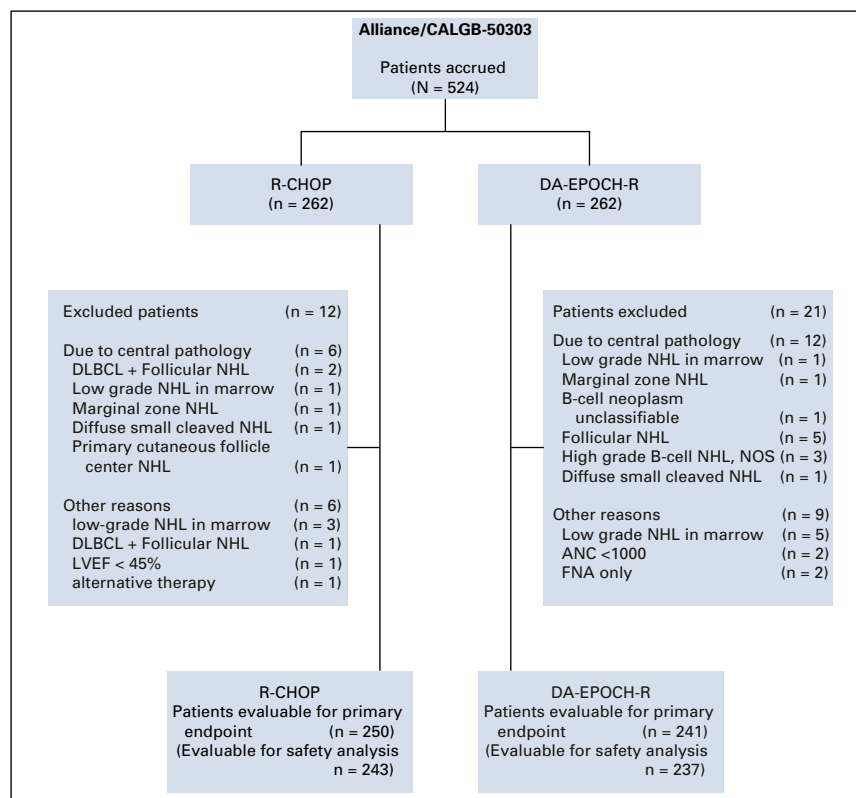 Alliance/CALGB-50303
Patients accrued
(N = 524)
R-CHOP
(n = 262)
DA-EPOCH-R
(n = 262)
Excluded patients (n = 12)
Due to central pathology (n = 6)
DLBCL + Follicular NHL (n = 2)
Low grade NHL in marrow (n = 1)
Marginal zone NHL (n = 1)
Diffuse small cleaved NHL (n = 1)
Primary cutaneous follicle
center NHL (n = 1)
Other reasons (n = 6)
low-grade NHL in marrow (n = 3)
DLBCL + Follicular NHL (n = 1)
LVEF < 45% (n = 1)
alternative therapy (n = 1)
Patients excluded (n = 21)
Due to central pathology (n = 12)
Low grade NHL in marrow (n = 1)
Marginal zone NHL (n = 1)
B-cell neoplasm
unclassifiable (n = 1)
Follicular NHL (n = 5)
High grade B-cell NHL, NOS (n = 3)
Diffuse small cleaved NHL (n = 1)
Other reasons (n = 9)
Low grade NHL in marrow (n = 5)
ANC <1000 (n = 2)
FNA only (n = 2)
R-CHOP
Patients evaluable for primary
endpoint (n = 250)
(Evaluable for safety analysis
n = 243)
DA-EPOCH-R
Patients evaluable for primary
endpoint (n = 241)
(Evaluable for safety analysis
n = 237)